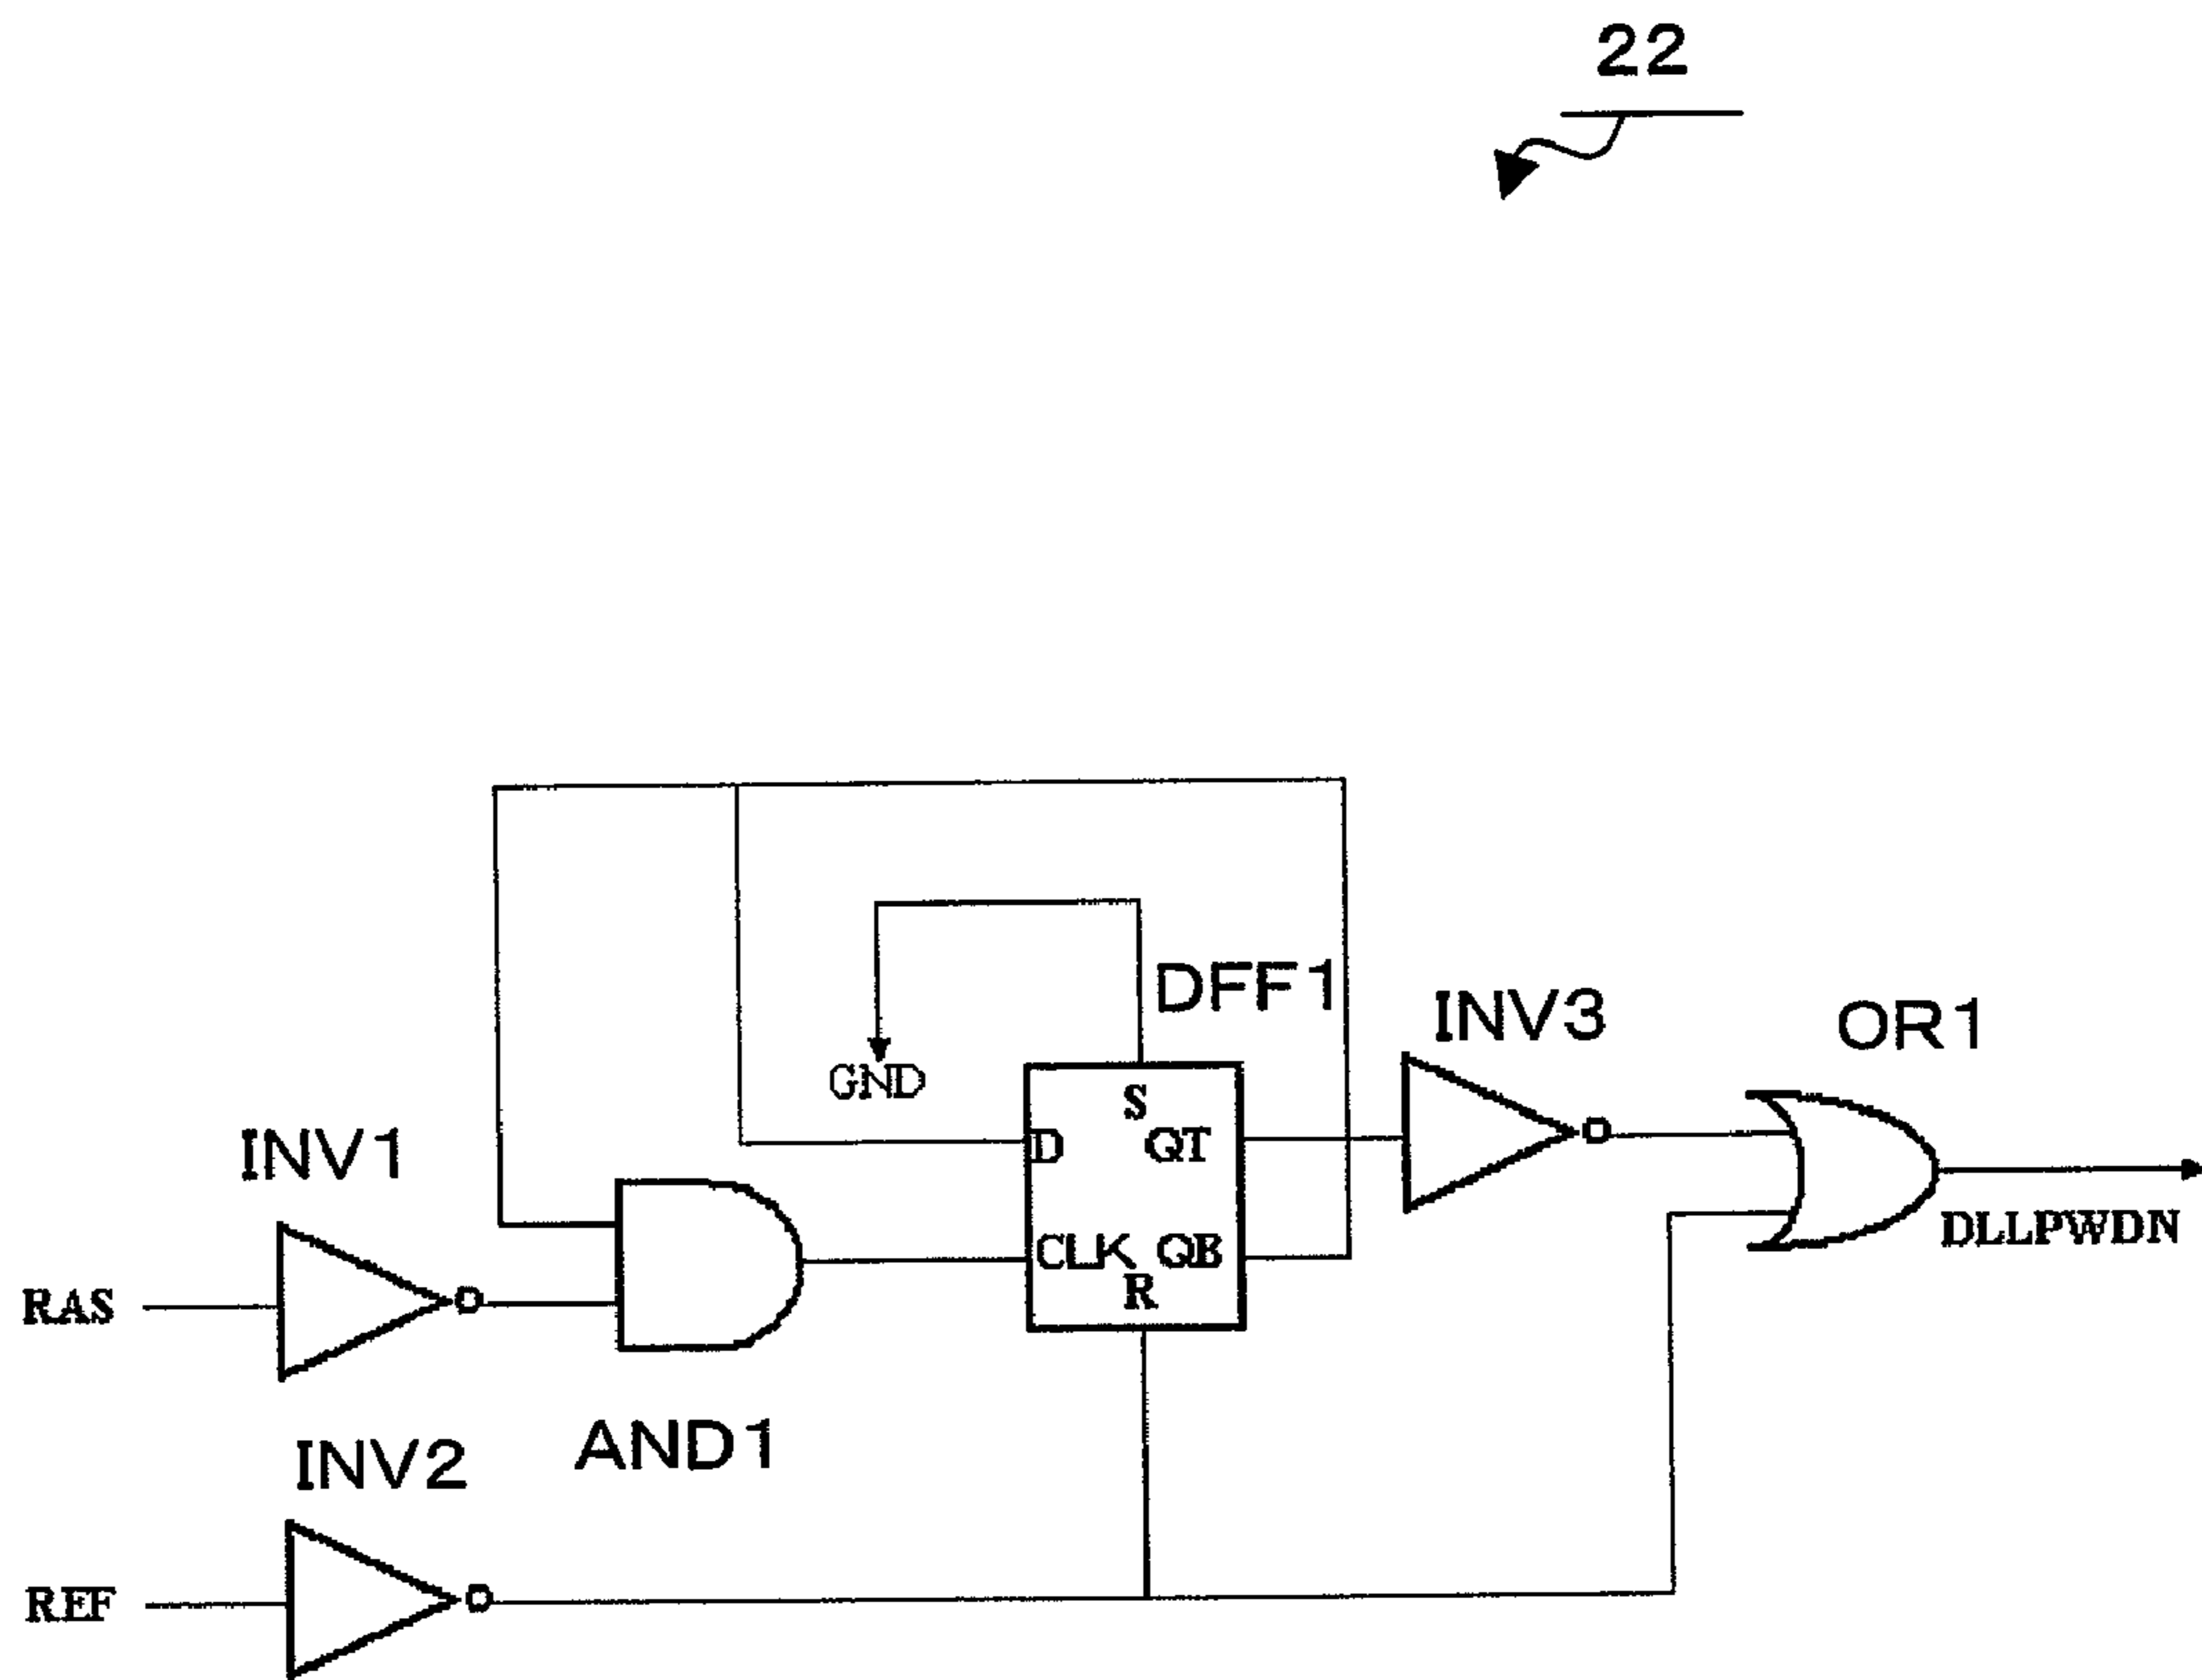 22
DFF1
INV3
OR1
GND
S
D
QT
INV1
CLK
QB
DLLPWDN
R
RAS
AND1
INV2
REF